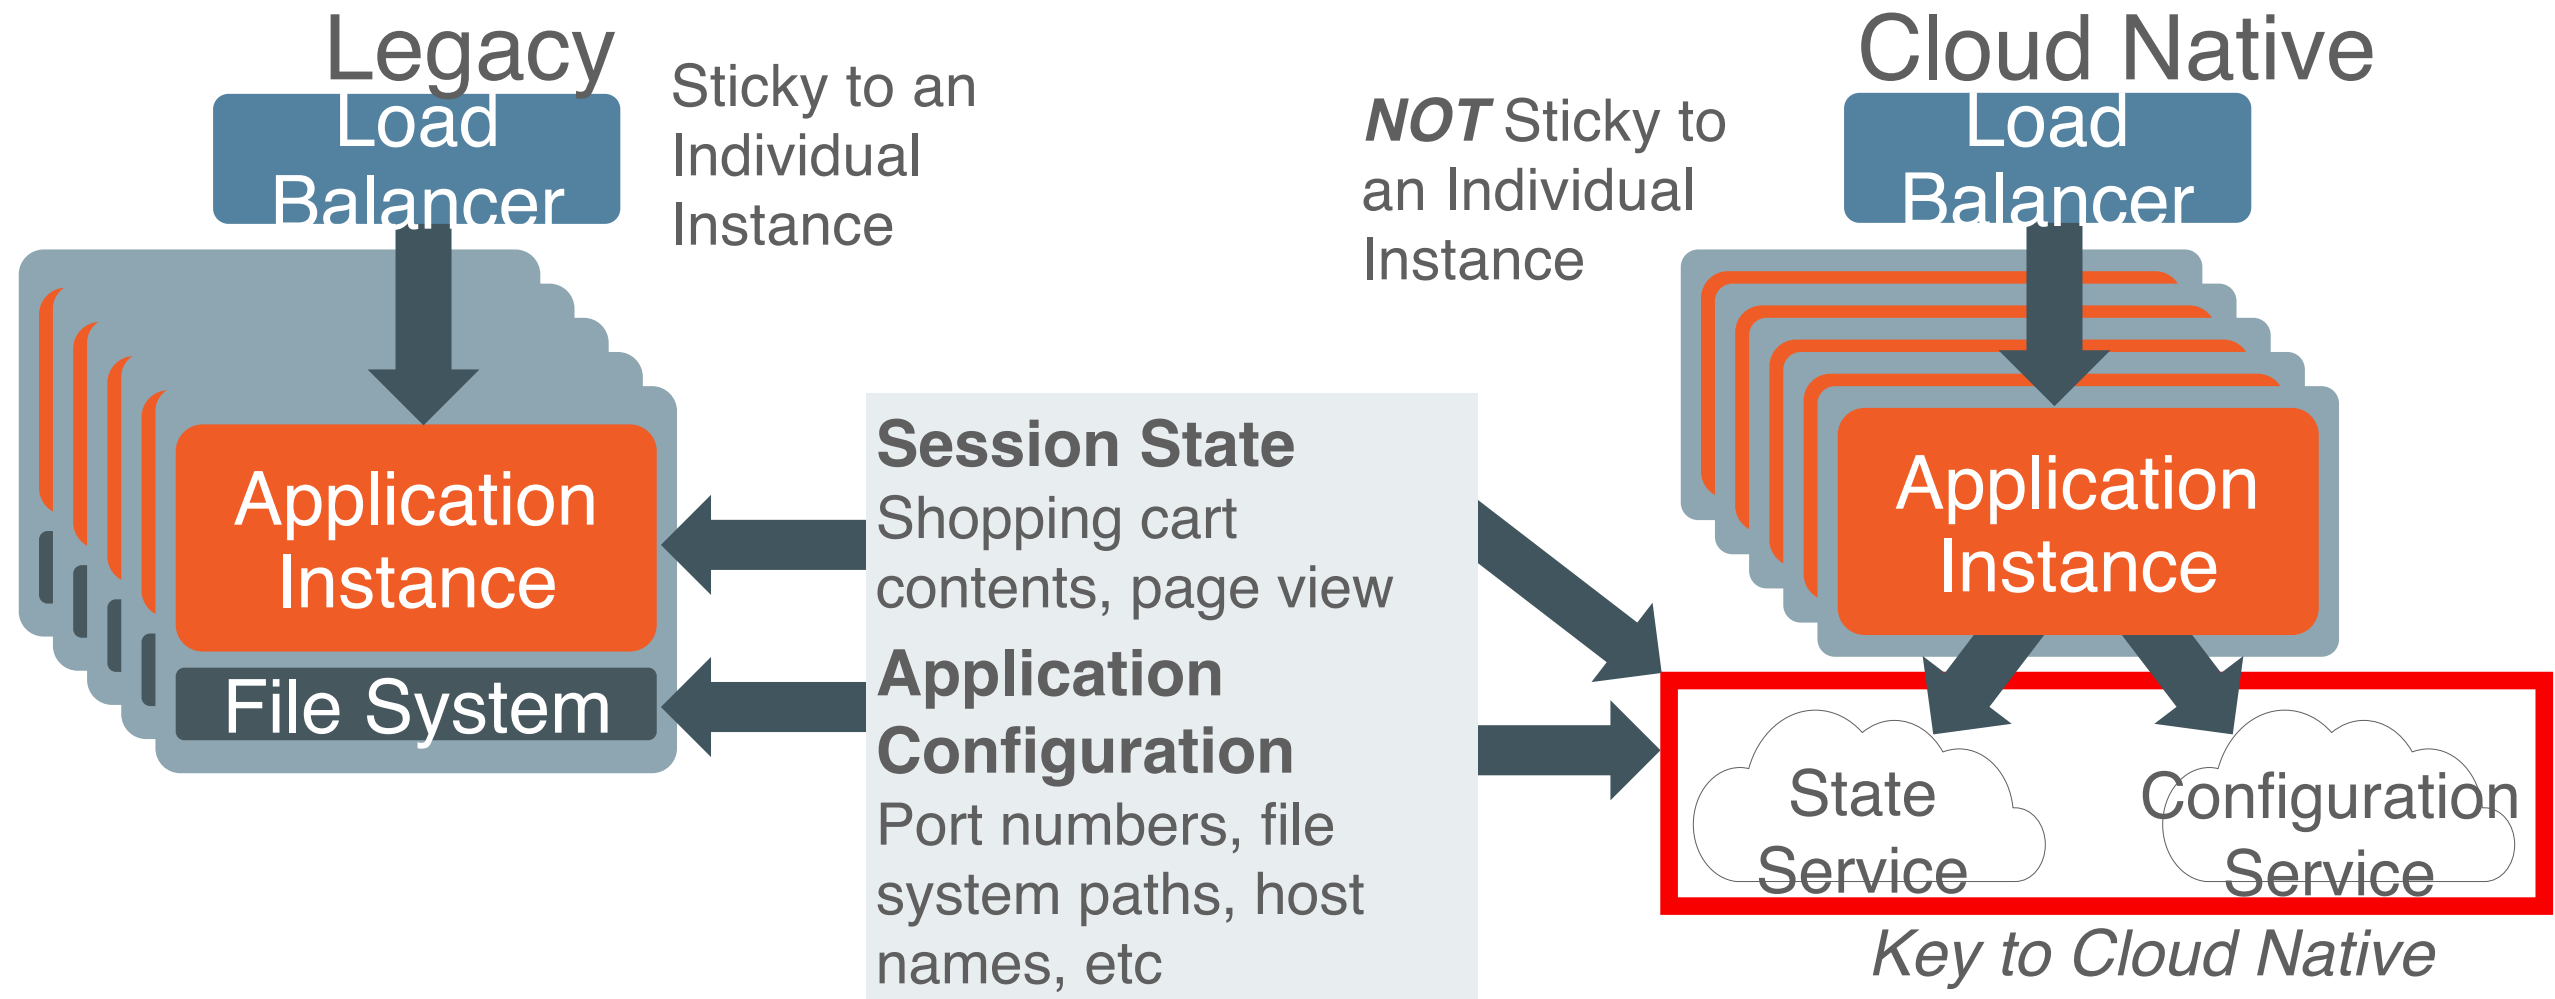 Legacy
Load
Balancer
Sticky to an
Individual
Instance
Application
Instance
File System
Session State
Shopping cart
contents, page view
Application
Configuration
Port numbers, file
system paths, host
names, etc
NOT Sticky to
an Individual
Instance
Cloud Native
Load
Balancer
Application
Instance
State
Service
Configuration
Service
Key to Cloud Native